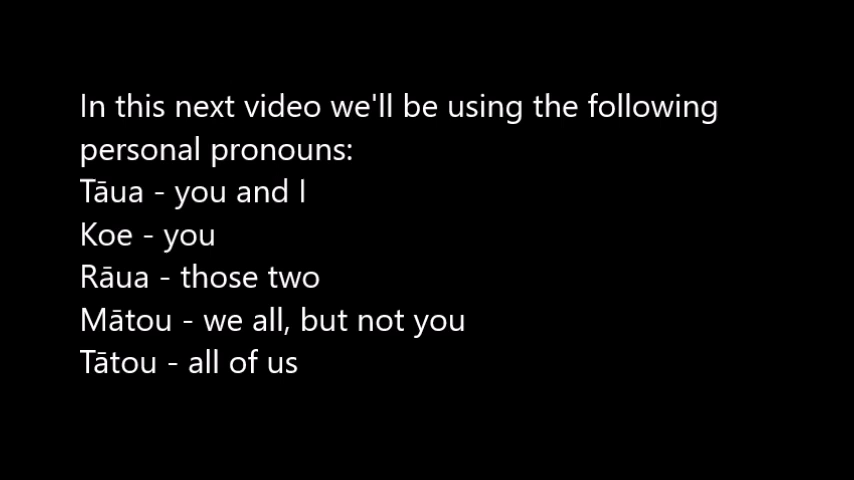 In this next video we'll be using the following
personal pronouns:
Tāua - you and I
Koe - you
Rāua - those two
Mātou - we all, but not you
Tātou - all of us